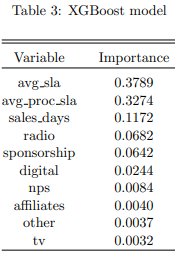 Table 3: XGBoost model
Variable Importance
avg_sla 0.3789
avg_proc_sla 0.3274
sales_days 0.1172
radio 0.0682
sponsorship 0.0642
digital 0.0244
nps 0.0084
affiliates 0.0040
other 0.0037
tv 0.0032